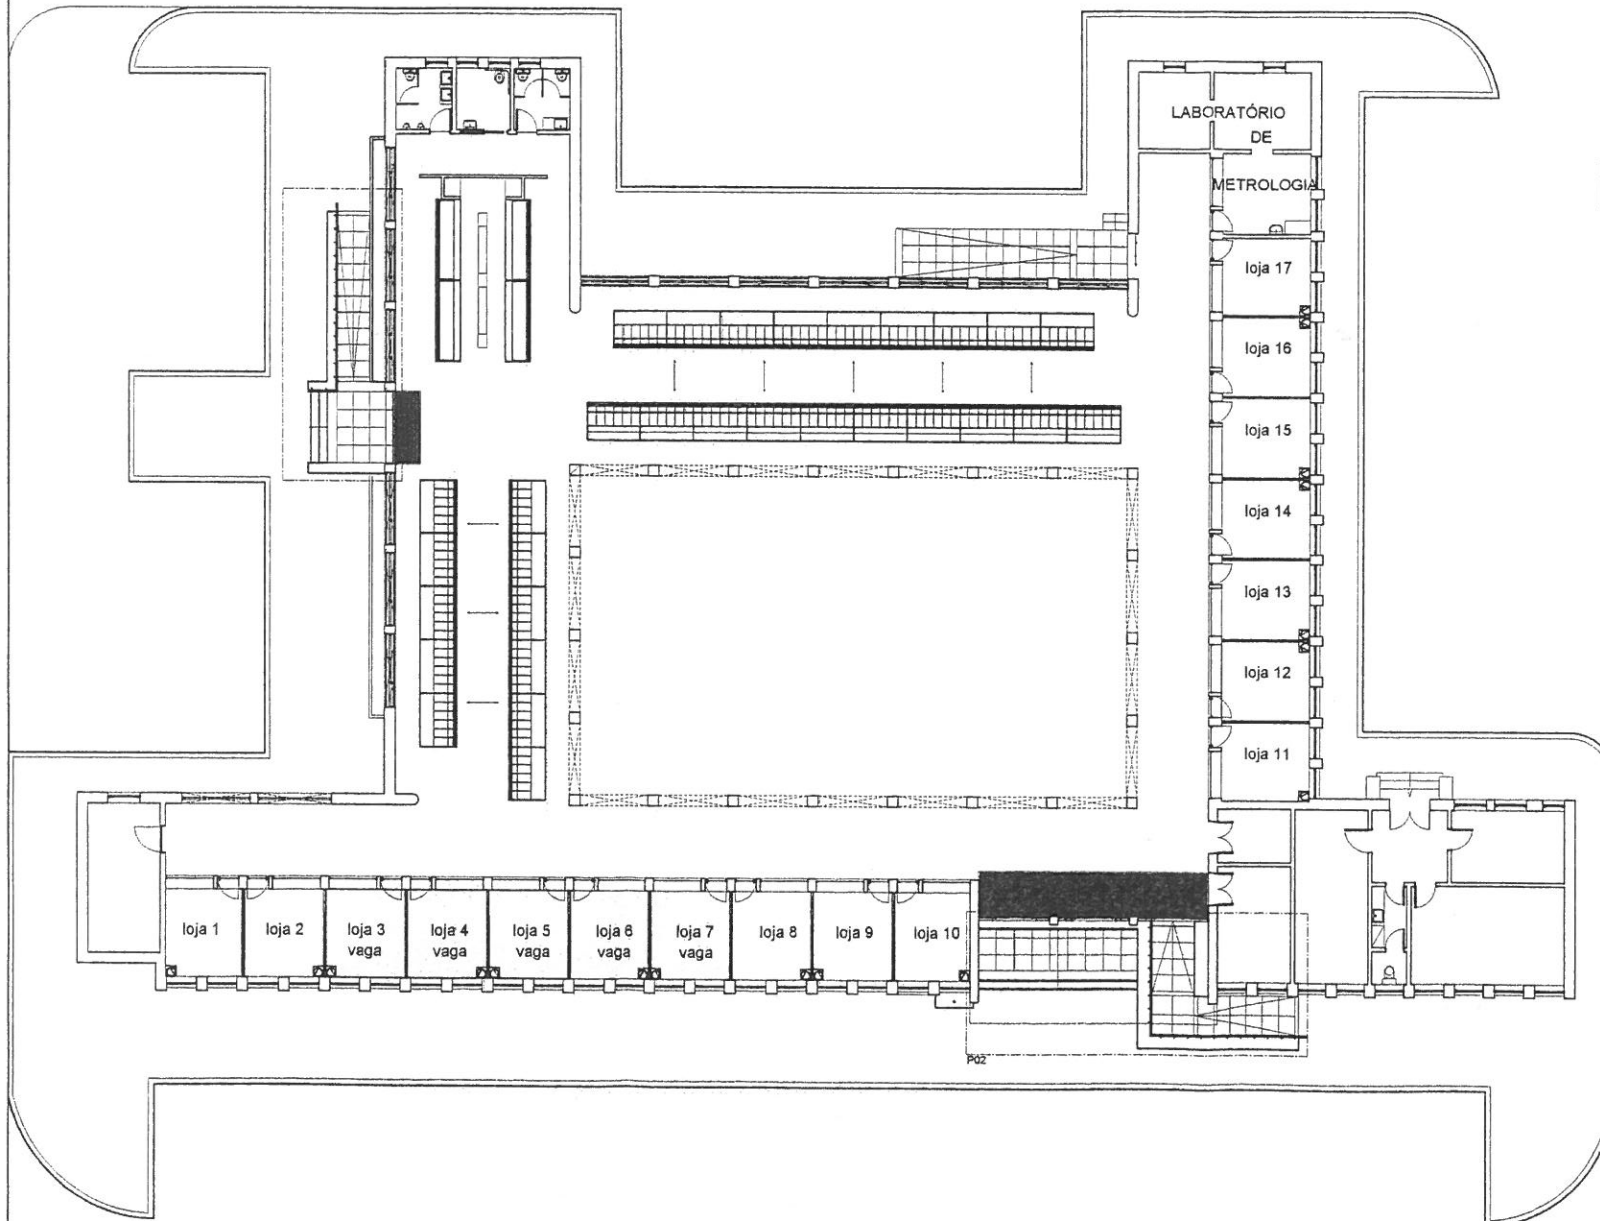 LABORATÓRIO
DE
METROLOGIA
loja 17
loja 16
loja 15
loja 14
loja 13
loja 12
loja 11
loja 1
loja 2
loja 3
vaga
loja 4
vaga
loja 5
vaga
loja 6
vaga
loja 7
vaga
loja 8
loja 9
loja 10
P02